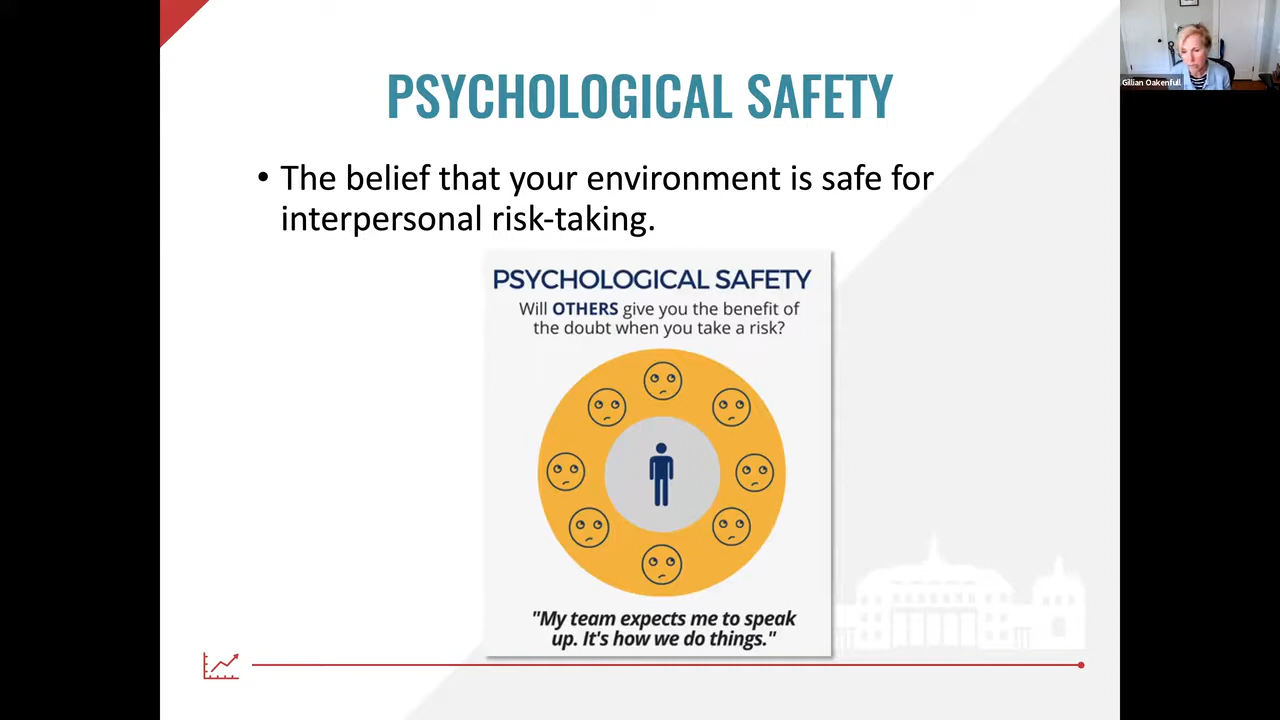 PSYCHOLOGICAL SAFETY
• The belief that your environment is safe for
interpersonal risk-taking.
PSYCHOLOGICAL SAFETY
Will OTHERS give you the benefit of
the doubt when you take a risk?
"My team expects me to speak
up. It's how we do things."
Gillian Oakenfull